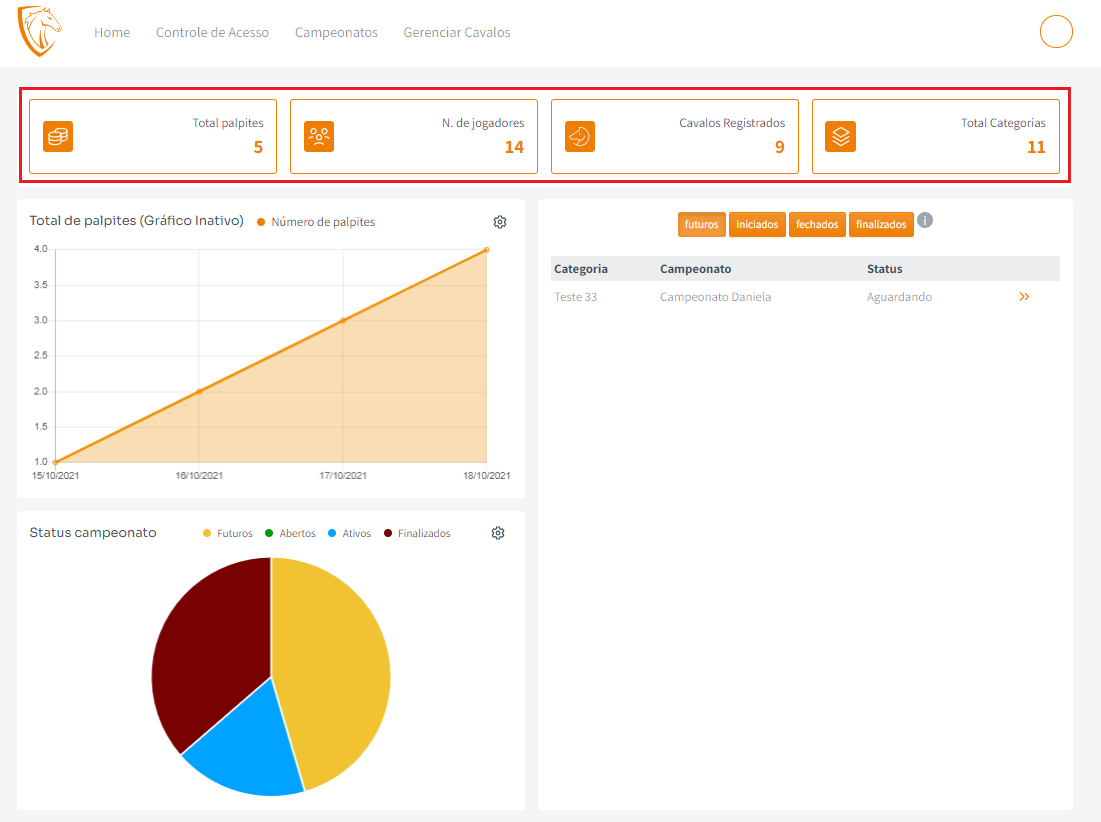 Home Controle de Acesso Campeonatos Gerenciar Cavalos
Total palpites
5
N. de jogadores
14
Cavalos Registrados
9
Total Categorias
11
Total de palpites (Gráfico Inativo) Número de palpites
4.0
3.5
3.0
2.5
2.0
1.5
1.0
15/10/2021 16/10/2021 17/10/2021 18/10/2021
futuros iniciados fechados finalizados i
Categoria Campeonato Status
Teste 33 Campeonato Daniela Aguardando
Status campeonato Futuros Abertos Ativos Finalizados